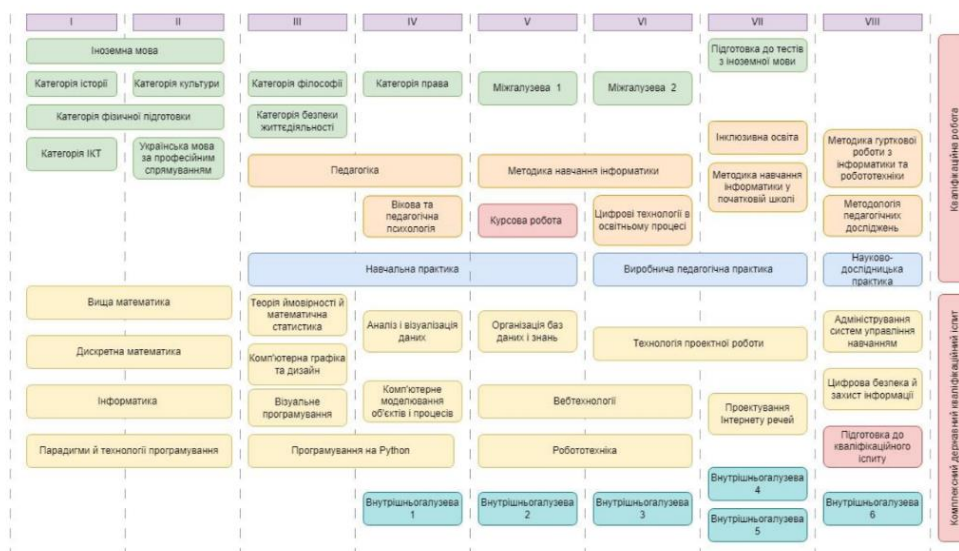 I
II
III
IV
V
VI
VII
VIII
Іноземна мова
Підготовка до тестів
з іноземної мови
Категорія історії
Категорія культури
Категорія філософії
Категорія права
Міжгалузева 1
Міжгалузева 2
Категорія фізичної підготовки
Категорія безпеки
життєдіяльності
Категорія ІКТ
Українська мова
за професійним
спрямуванням
Інклюзивна освіта
Методика гурткової
роботи з
інформатики та
робототехніки
Педагогіка
Методика навчання інформатики
Методика навчання
інформатики у
початковій школі
Вікова та
педагогічна
психологія
Курсова робота
Цифрові технології в
освітньому процесі
Методологія
педагогічних
досліджень
Навчальна практика
Виробнича педагогічна практика
Науково-
дослідницька
практика
Вища математика
Теорія ймовірності й
математична
статистика
Аналіз і візуалізація
даних
Організація баз
даних і знань
Технологія проектної роботи
Адміністрування
систем управління
навчанням
Дискретна математика
Комп'ютерна графіка
та дизайн
Інформатика
Візуальне
програмування
Комп'ютерне
моделювання
об'єктів і процесів
Вебтехнології
Проектування
Інтернету речей
Цифрова безпека й
захист інформації
Парадигми й технології програмування
Програмування на Python
Робототехніка
Підготовка до
кваліфікаційного
іспиту
Внутрішньогалузева
1
Внутрішньогалузева
2
Внутрішньогалузева
3
Внутрішньогалузева
4
Внутрішньогалузева
5
Внутрішньогалузева
6
Кваліфікаційна робота
Комплексний державний кваліфікаційний іспит